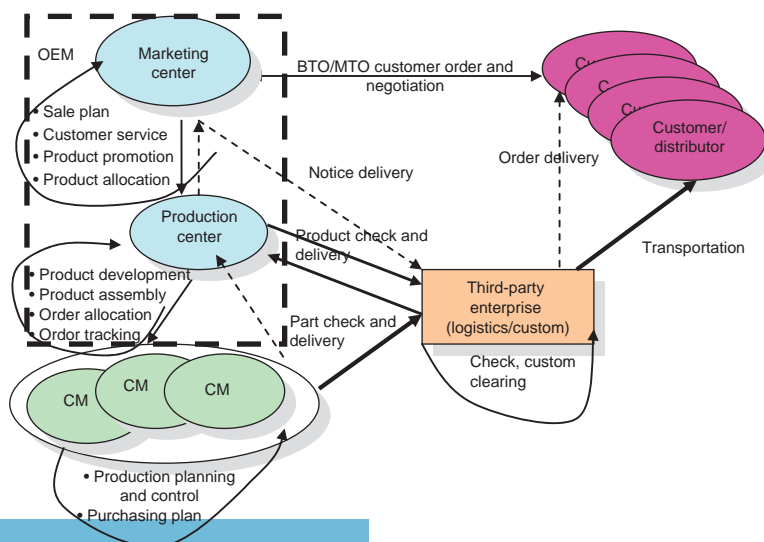 OEM
Marketing
center
BTO/MTO customer order and
negotiation
Cu
Cu
Cu
Customer/
distributor
• Sale plan
• Customer service
• Product promotion
• Product allocation
Notice delivery
Order delivery
Production
center
Product check and
delivery
Transportation
• Product development
• Product assembly
• Order allocation
• Ordor tracking
Third-party
enterprise
(logistics/custom)
Part check and
delivery
Check, custom
clearing
CM
CM
CM
• Production planning
and control
• Purchasing plan